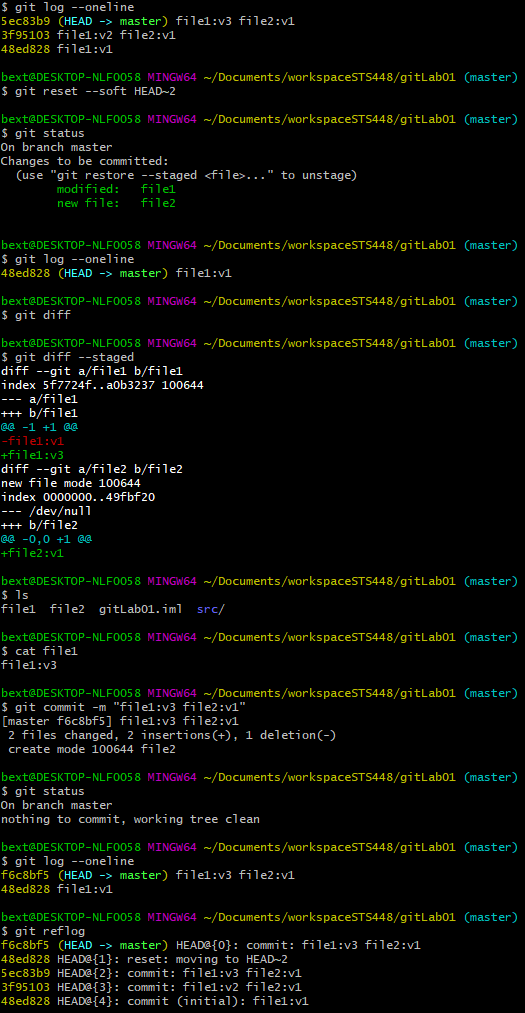 $ git log --oneline
5ec83b9 (HEAD -> master) file1:v3 file2:v1
3f95103 file1:v2 file2:v1
48ed828 file1:v1
bext@DESKTOP-NLFOO58 MINGW64 ~/Documents/workspaceSTS448/gitLab01 (master)
$ git reset --soft HEAD~2
bext@DESKTOP-NLFOO58 MINGW64 ~/Documents/workspaceSTS448/gitLab01 (master)
$ git status
On branch master
Changes to be committed:
  (use "git restore --staged <file>..." to unstage)
        modified:   file1
        new file:   file2
bext@DESKTOP-NLFOO58 MINGW64 ~/Documents/workspaceSTS448/gitLab01 (master)
$ git log --oneline
48ed828 (HEAD -> master) file1:v1
bext@DESKTOP-NLFOO58 MINGW64 ~/Documents/workspaceSTS448/gitLab01 (master)
$ git diff
bext@DESKTOP-NLFOO58 MINGW64 ~/Documents/workspaceSTS448/gitLab01 (master)
$ git diff --staged
diff --git a/file1 b/file1
index 5f7724f..a0b3237 100644
--- a/file1
+++ b/file1
@@ -1 +1 @@
-file1:v1
+file1:v3
diff --git a/file2 b/file2
new file mode 100644
index 0000000..49fbf20
--- /dev/null
+++ b/file2
@@ -0,0 +1 @@
+file2:v1
bext@DESKTOP-NLFOO58 MINGW64 ~/Documents/workspaceSTS448/gitLab01 (master)
$ ls
file1  file2  gitLab01.iml  src/
bext@DESKTOP-NLFOO58 MINGW64 ~/Documents/workspaceSTS448/gitLab01 (master)
$ cat file1
file1:v3
bext@DESKTOP-NLFOO58 MINGW64 ~/Documents/workspaceSTS448/gitLab01 (master)
$ git commit -m "file1:v3 file2:v1"
[master f6c8bf5] file1:v3 file2:v1
 2 files changed, 2 insertions(+), 1 deletion(-)
 create mode 100644 file2
bext@DESKTOP-NLFOO58 MINGW64 ~/Documents/workspaceSTS448/gitLab01 (master)
$ git status
On branch master
nothing to commit, working tree clean
bext@DESKTOP-NLFOO58 MINGW64 ~/Documents/workspaceSTS448/gitLab01 (master)
$ git log --oneline
f6c8bf5 (HEAD -> master) file1:v3 file2:v1
48ed828 file1:v1
bext@DESKTOP-NLFOO58 MINGW64 ~/Documents/workspaceSTS448/gitLab01 (master)
$ git reflog
f6c8bf5 (HEAD -> master) HEAD@{0}: commit: file1:v3 file2:v1
48ed828 HEAD@{1}: reset: moving to HEAD~2
5ec83b9 HEAD@{2}: commit: file1:v3 file2:v1
3f95103 HEAD@{3}: commit: file1:v2 file2:v1
48ed828 HEAD@{4}: commit (initial): file1:v1